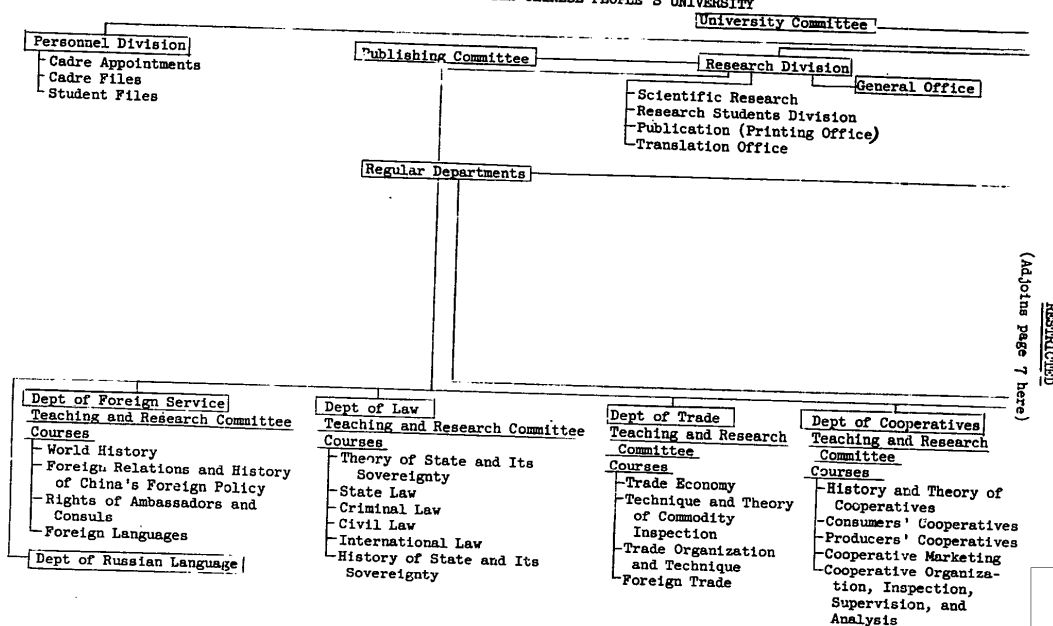 CHINESE PEOPLE'S UNIVERSITY
University Committee
Personnel Division
Cadre Appointments
Cadre Files
Student Files
Publishing Committee
Research Division
General Office
Scientific Research
Research Students Division
Publication (Printing Office)
Translation Office
Regular Departments
RESTRICTED
(Adjoins page 7 here)
Dept of Foreign Service
Teaching and Research Committee
Courses
World History
Foreign Relations and History
of China's Foreign Policy
Rights of Ambassadors and
Consuls
Foreign Languages
Dept of Russian Language
Dept of Law
Teaching and Research Committee
Courses
Theory of State and Its
Sovereignty
State Law
Criminal Law
Civil Law
International Law
History of State and Its
Sovereignty
Dept of Trade
Teaching and Research
Committee
Courses
Trade Economy
Technique and Theory
of Commodity
Inspection
Trade Organization
and Technique
Foreign Trade
Dept of Cooperatives
Teaching and Research
Committee
Courses
History and Theory of
Cooperatives
Consumers' Cooperatives
Producers' Cooperatives
Cooperative Marketing
Cooperative Organiza-
tion, Inspection,
Supervision, and
Analysis